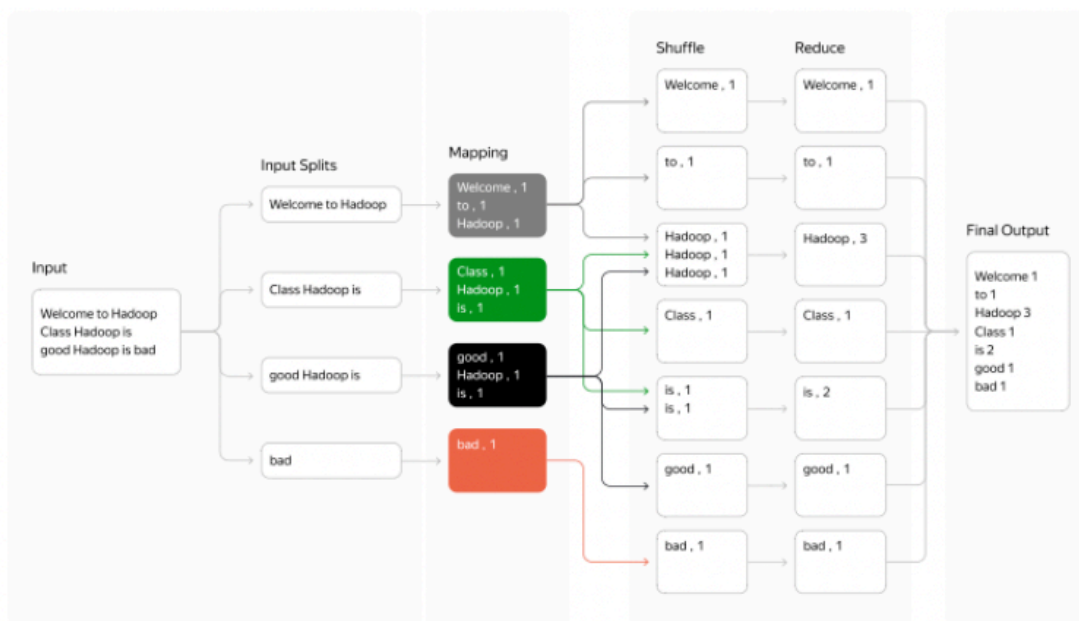 Input
Welcome to Hadoop
Class Hadoop is
good Hadoop is bad
Input Splits
Welcome to Hadoop
Class Hadoop is
good Hadoop is
bad
Mapping
Welcome , 1
to , 1
Hadoop , 1
Class , 1
Hadoop , 1
is , 1
good , 1
Hadoop , 1
is , 1
bad , 1
Shuffle
Welcome , 1
to , 1
Hadoop , 1
Hadoop , 1
Hadoop , 1
Class , 1
is , 1
is , 1
good , 1
bad , 1
Reduce
Welcome , 1
to , 1
Hadoop , 3
Class , 1
is , 2
good , 1
bad , 1
Final Output
Welcome 1
to 1
Hadoop 3
Class 1
is 2
good 1
bad 1